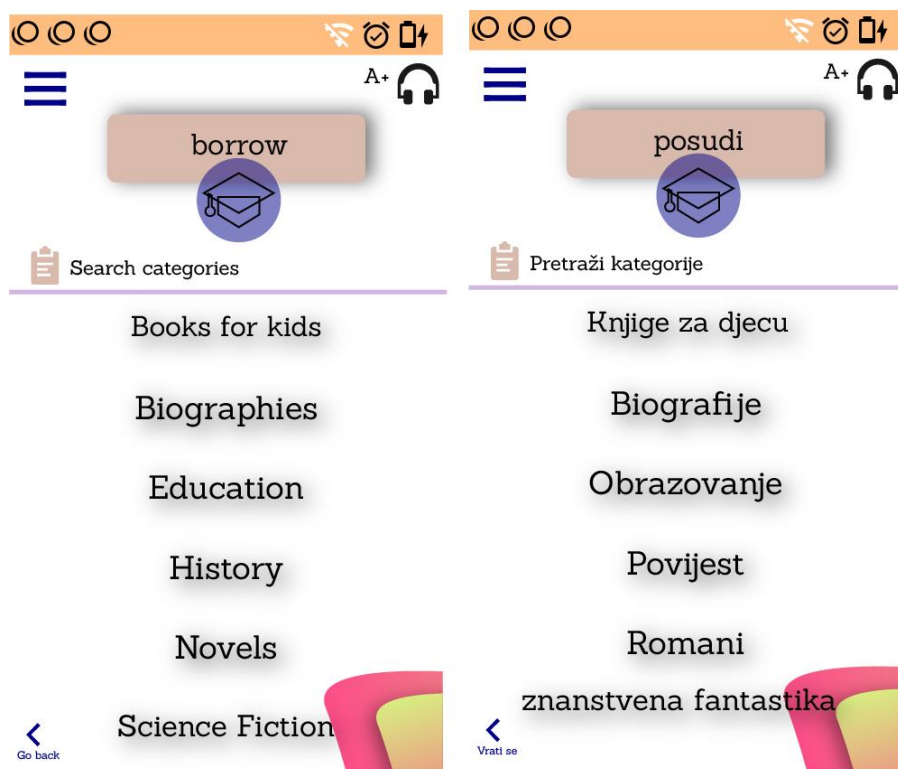 A+
borrow
Search categories
Books for kids
Biographies
Education
History
Novels
Science Fiction
Go back
A+
posudi
Pretraži kategorije
Knjige za djecu
Biografije
Obrazovanje
Povijest
Romani
znanstvena fantastika
Vrati se